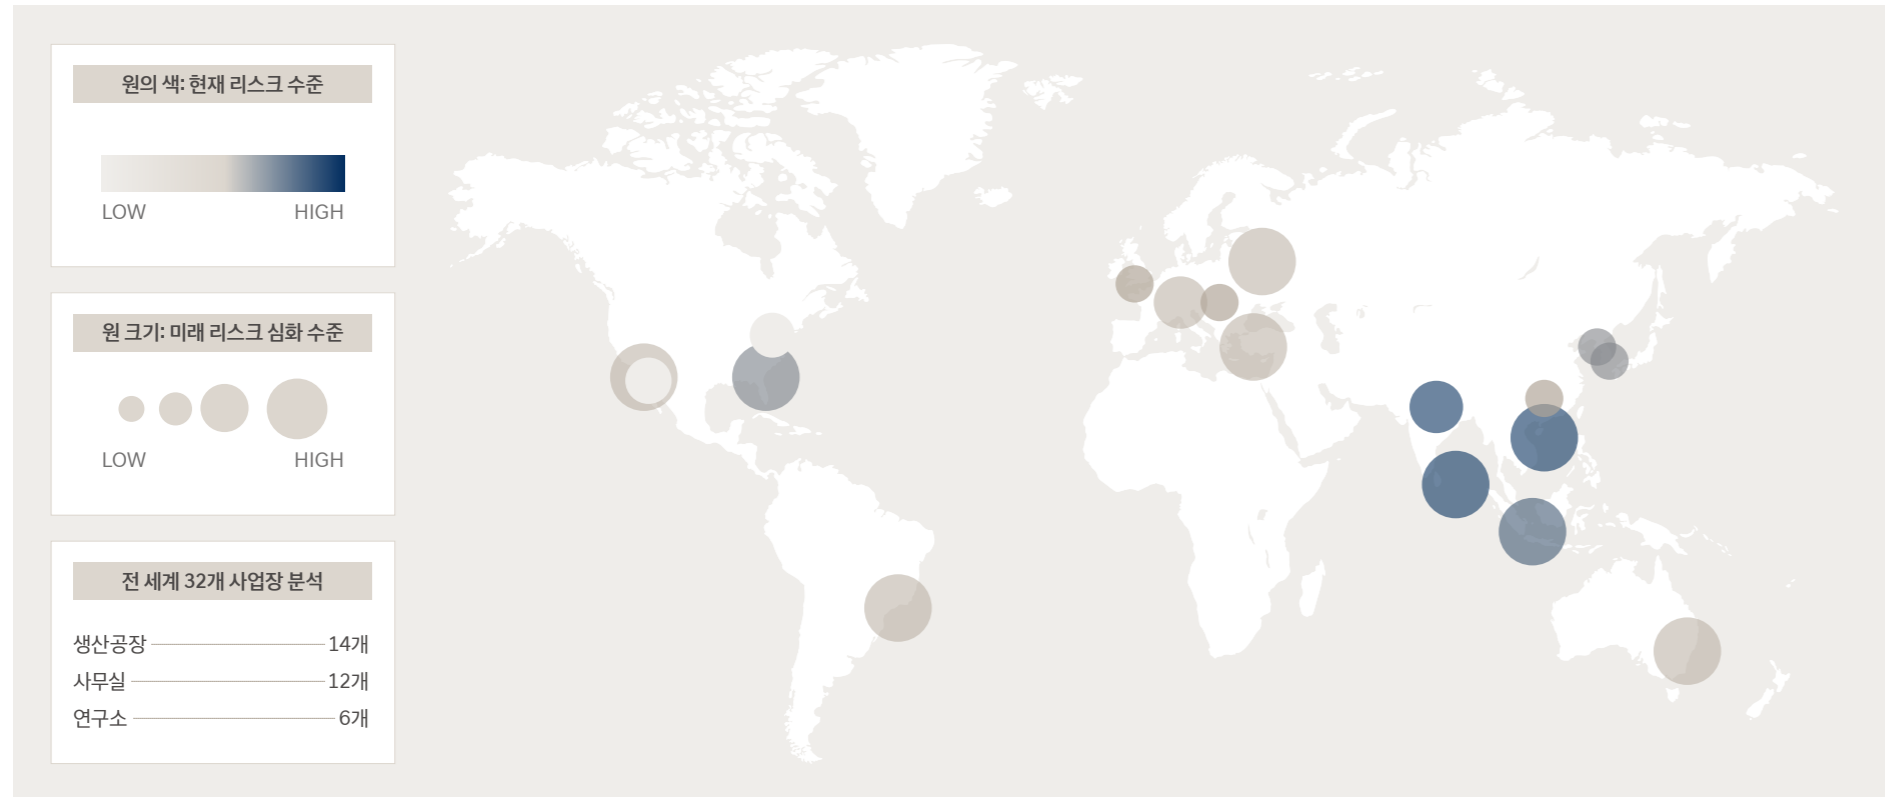 원의 색: 현재 리스크 수준
LOW HIGH
원 크기: 미래 리스크 심화 수준
LOW HIGH
전 세계 32개 사업장 분석
생산공장 14개
사무실 12개
연구소 6개